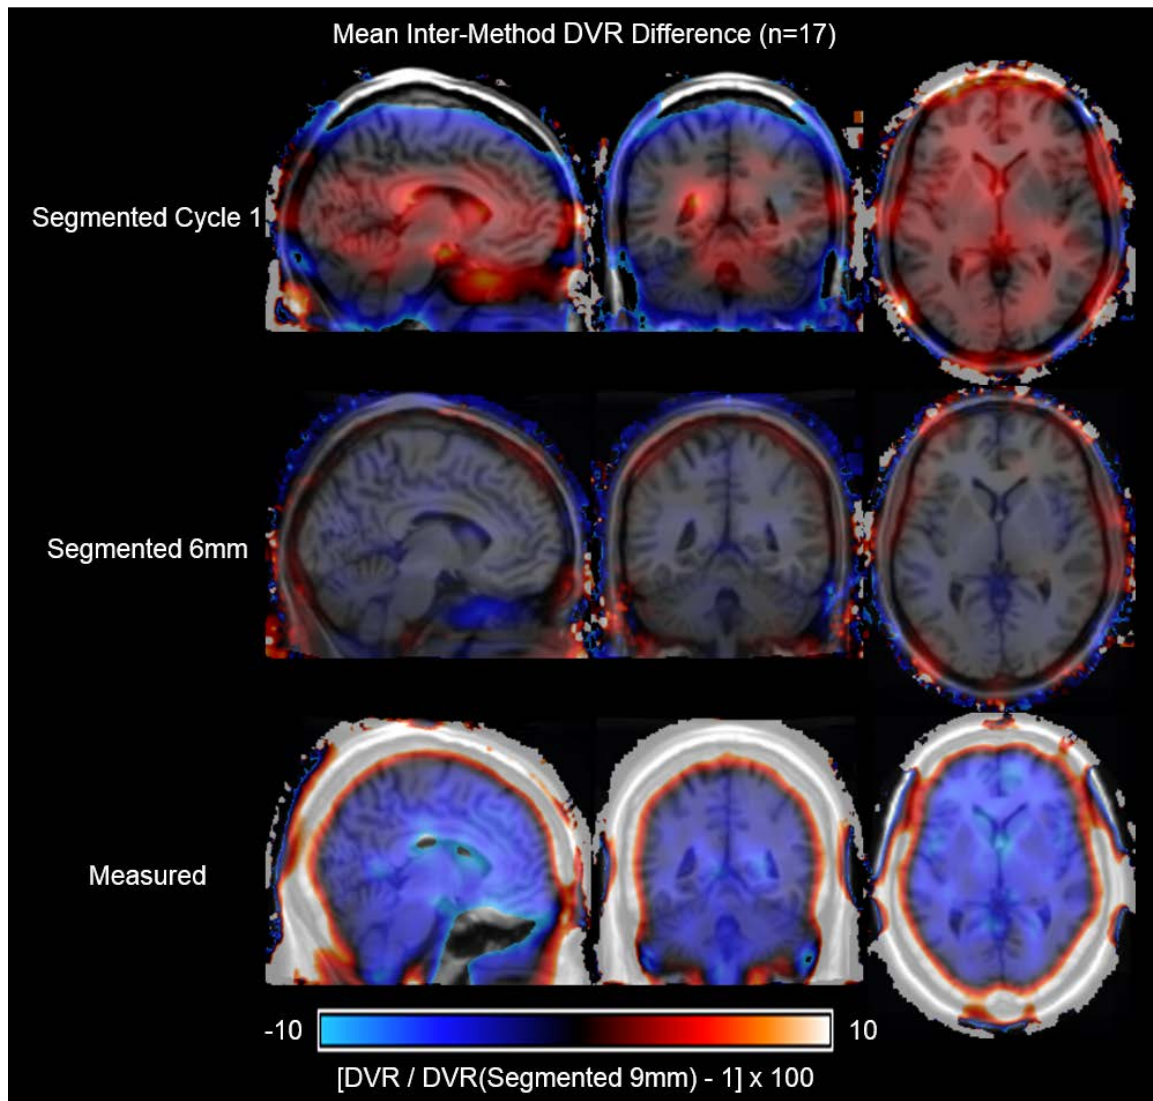 Mean Inter-Method DVR Difference (n=17)
Segmented Cycle 1
Segmented 6mm
Measured
-10 10
[DVR / DVR(Segmented 9mm) - 1] x 100